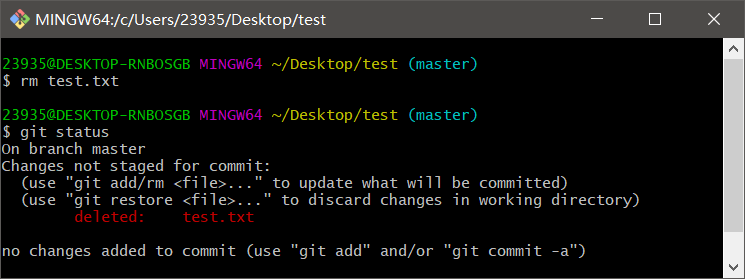 MINGW64:/c/Users/23935/Desktop/test
23935@DESKTOP-RNBOSGB MINGW64 ~/Desktop/test (master)
$ rm test.txt
23935@DESKTOP-RNBOSGB MINGW64 ~/Desktop/test (master)
$ git status
On branch master
Changes not staged for commit:
  (use "git add/rm <file>..." to update what will be committed)
  (use "git restore <file>..." to discard changes in working directory)
        deleted:    test.txt
no changes added to commit (use "git add" and/or "git commit -a")